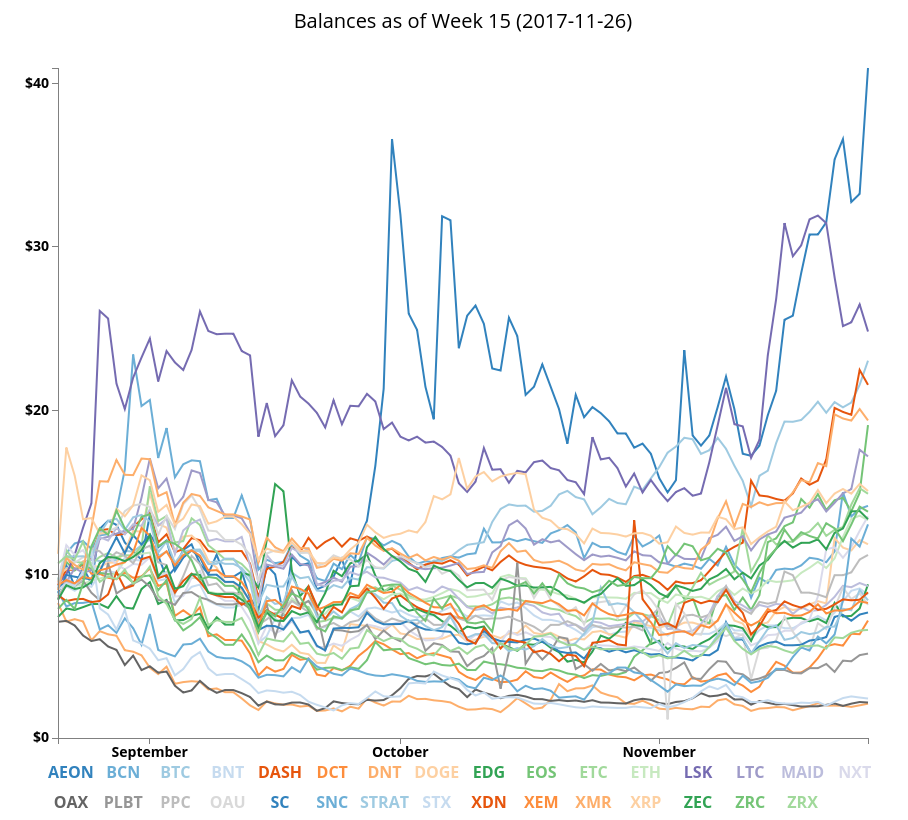 Balances as of Week 15 (2017-11-26)
$40
$30
$20
$10
$0
September October November
AEON BCN BTC BNT DASH DCT DNT DOGE EDG EOS ETC ETH LSK LTC MAID NXT
OAX PLBT PPC OAU SC SNC STRAT STX XDN XEM XMR XRP ZEC ZRC ZRX